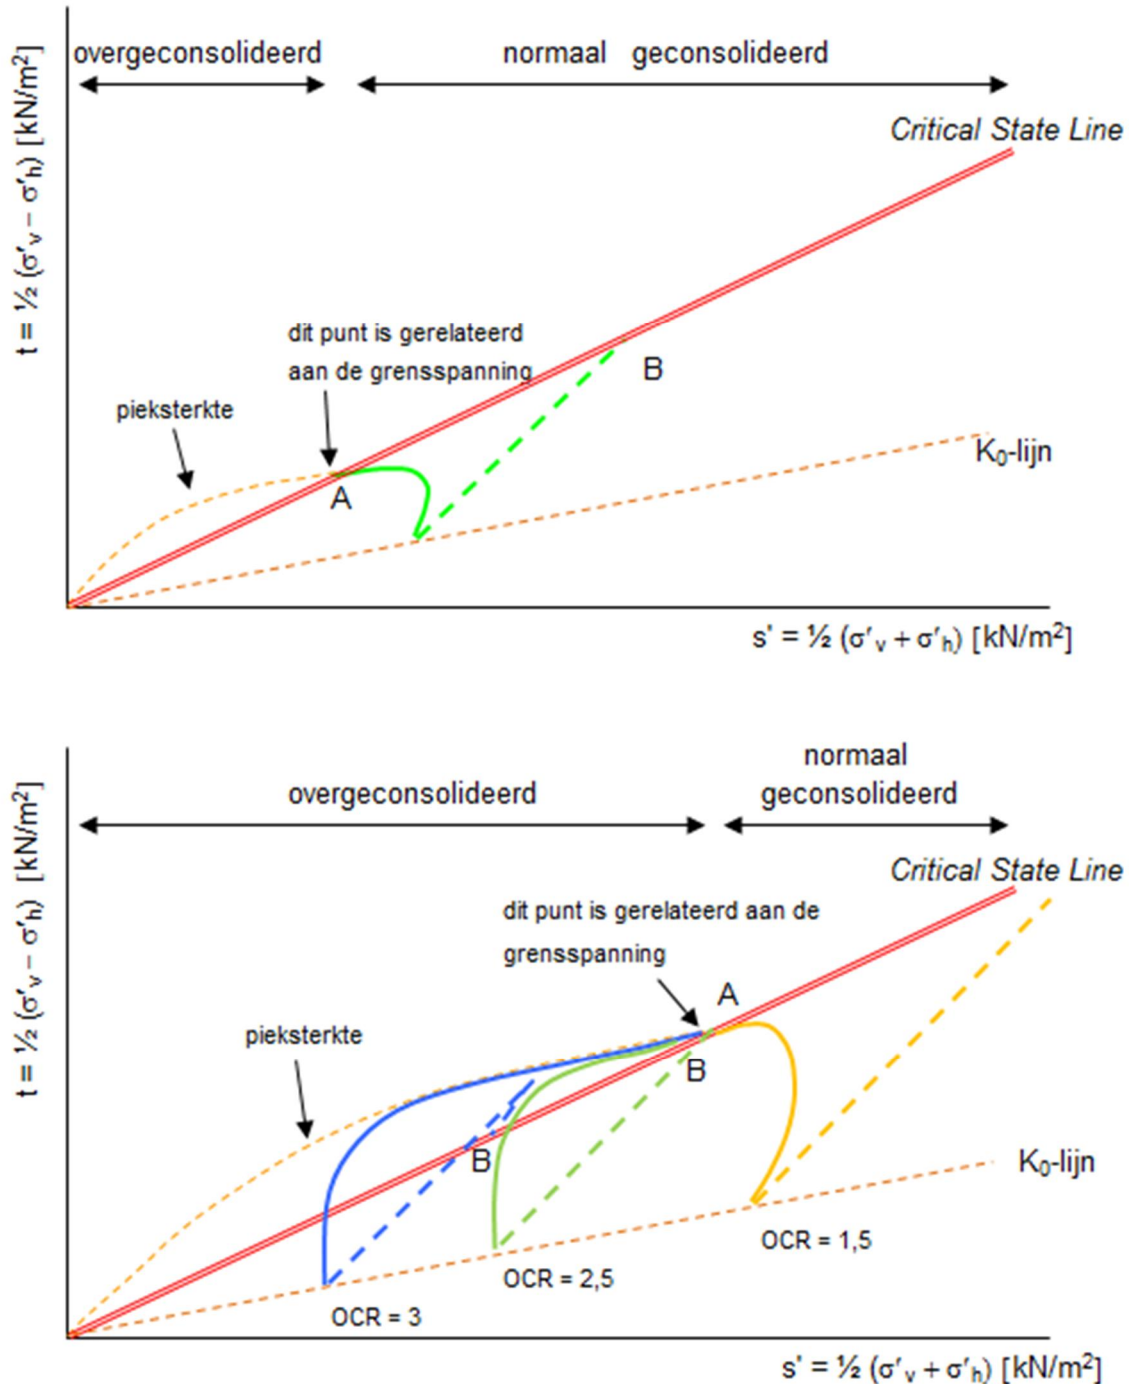 t = ½ (σ'v – σ'h) [kN/m²]
overgeconsolideerd
normaal geconsolideerd
Critical State Line
dit punt is gerelateerd
aan de grensspanning
pieksterkte
A
B
K₀-lijn
s' = ½ (σ'v + σ'h) [kN/m²]
t = ½ (σ'v – σ'h) [kN/m²]
overgeconsolideerd
normaal
geconsolideerd
Critical State Line
dit punt is gerelateerd aan de
grensspanning
A
pieksterkte
B
B
K₀-lijn
OCR = 1,5
OCR = 2,5
OCR = 3
s' = ½ (σ'v + σ'h) [kN/m²]